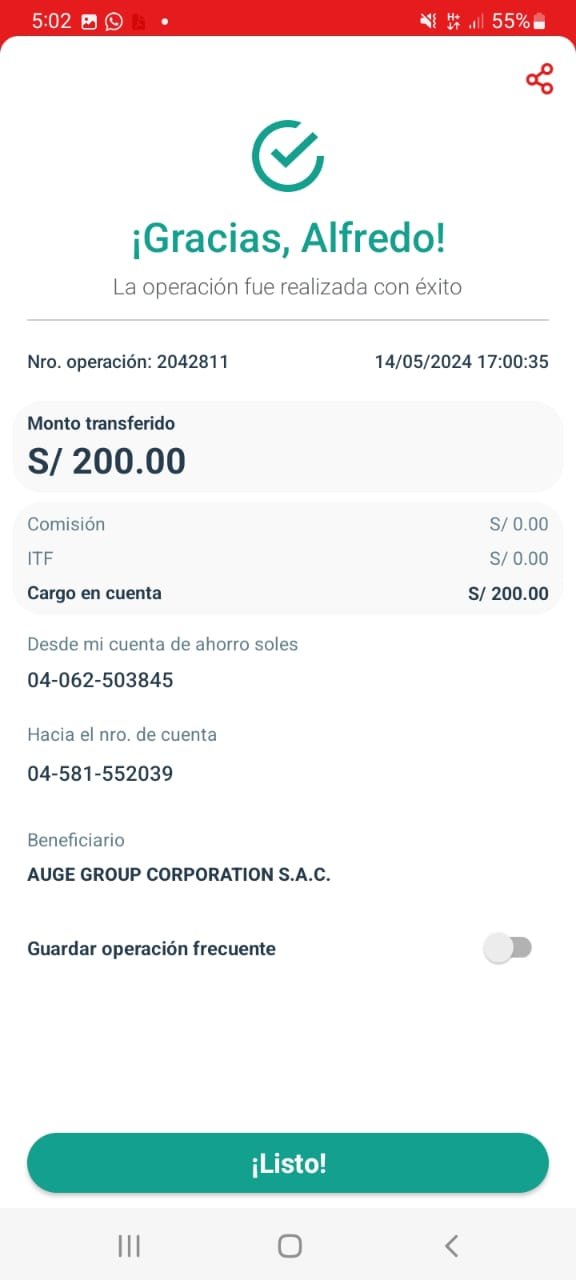 5:02 55%
¡Gracias, Alfredo!
La operación fue realizada con éxito
Nro. operación: 2042811 14/05/2024 17:00:35
Monto transferido
S/ 200.00
Comisión S/ 0.00
ITF S/ 0.00
Cargo en cuenta S/ 200.00
Desde mi cuenta de ahorro soles
04-062-503845
Hacia el nro. de cuenta
04-581-552039
Beneficiario
AUGE GROUP CORPORATION S.A.C.
Guardar operación frecuente
¡Listo!